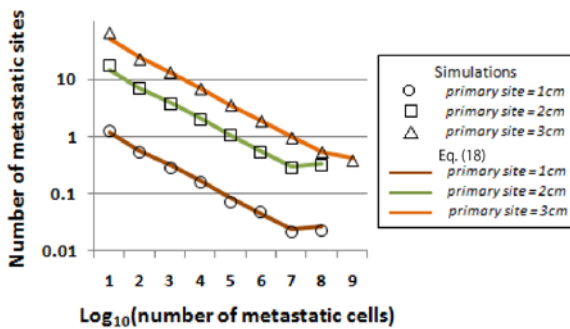 Number of metastatic sites
10
1
0.1
0.01
1 2 3 4 5 6 7 8 9
Log10(number of metastatic cells)
Simulations
primary site = 1cm
primary site = 2cm
primary site = 3cm
Eq. (18)
primary site = 1cm
primary site = 2cm
primary site = 3cm